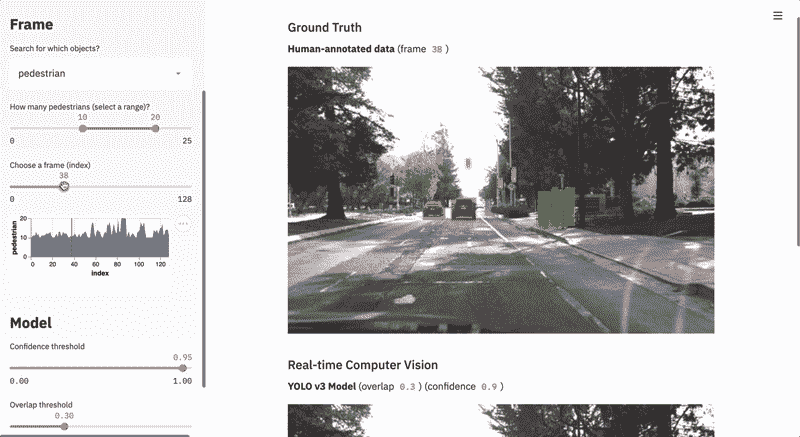 Frame
Search for which objects?
pedestrian
How many pedestrians (select a range)?
10 20
0 25
Choose a frame (index)
38
0 128
20
10
0
pedestrian
0 20 40 60 80 100 120
index
Model
Confidence threshold
0.95
0.00 1.00
Overlap threshold
0.30
Ground Truth
Human-annotated data (frame 38 )
Real-time Computer Vision
YOLO v3 Model (overlap 0.3 ) (confidence 0.9 )